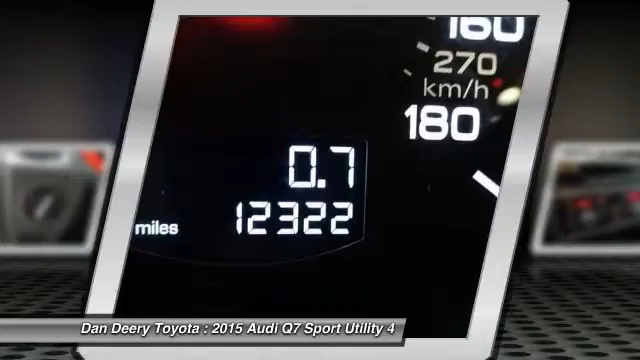 160
270
km/h
180
0.7
miles 12322
Dan Deery Toyota : 2015 Audi Q7 Sport Utility 4